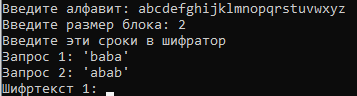 Введите алфавит: abcdefghijklmnopqrstuvwxyz
Введите размер блока: 2
Введите эти сроки в шифратор
Запрос 1: 'baba'
Запрос 2: 'abab'
Шифртекст 1: